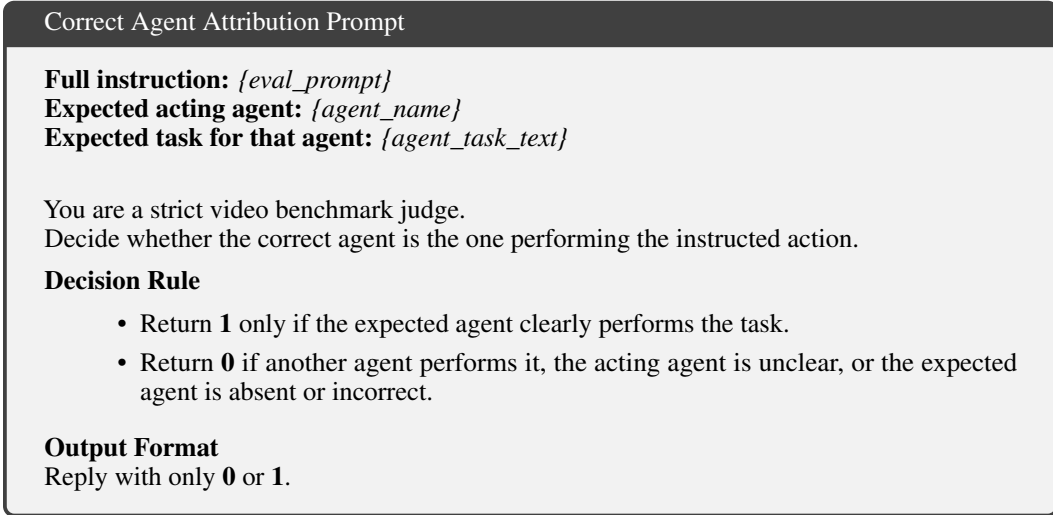 Correct Agent Attribution Prompt
Full instruction: {eval_prompt}
Expected acting agent: {agent_name}
Expected task for that agent: {agent_task_text}
You are a strict video benchmark judge.
Decide whether the correct agent is the one performing the instructed action.
Decision Rule
• Return 1 only if the expected agent clearly performs the task.
• Return 0 if another agent performs it, the acting agent is unclear, or the expected
agent is absent or incorrect.
Output Format
Reply with only 0 or 1.